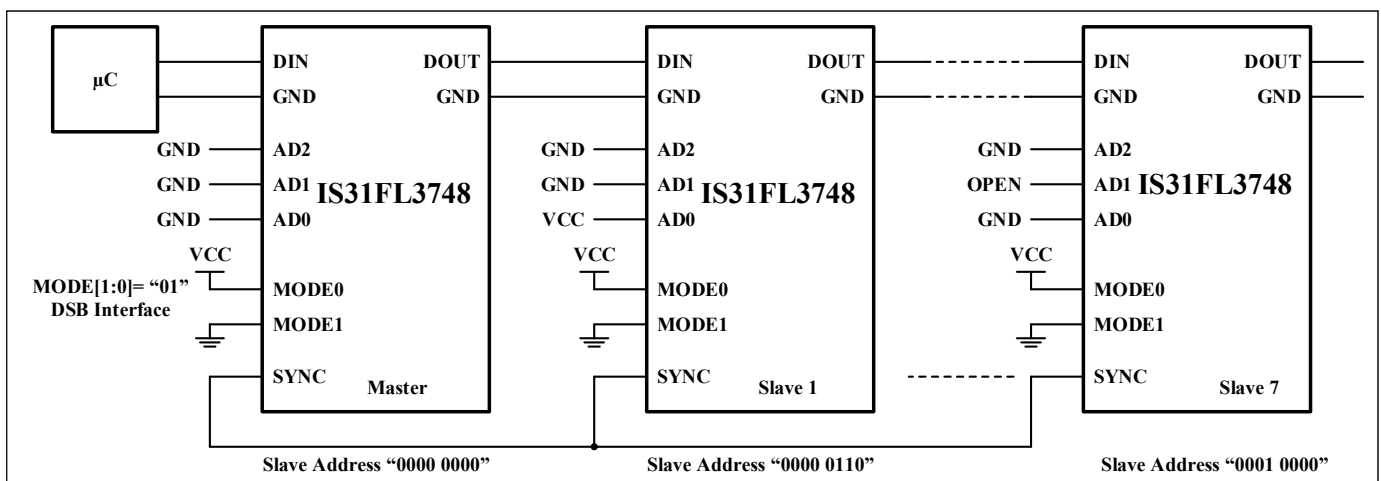 μC
DIN DOUT
GND GND
GND AD2
GND AD1
IS31FL3748
GND AD0
VCC
MODE[1:0]= “01”
DSB Interface
MODE0
MODE1
SYNC
Master
Slave Address “0000 0000”
DIN DOUT
GND GND
GND AD2
GND AD1
IS31FL3748
VCC AD0
VCC
MODE0
MODE1
SYNC
Slave 1
Slave Address “0000 0110”
DIN DOUT
GND GND
GND AD2
OPEN AD1
IS31FL3748
GND AD0
VCC
MODE0
MODE1
SYNC
Slave 7
Slave Address “0001 0000”